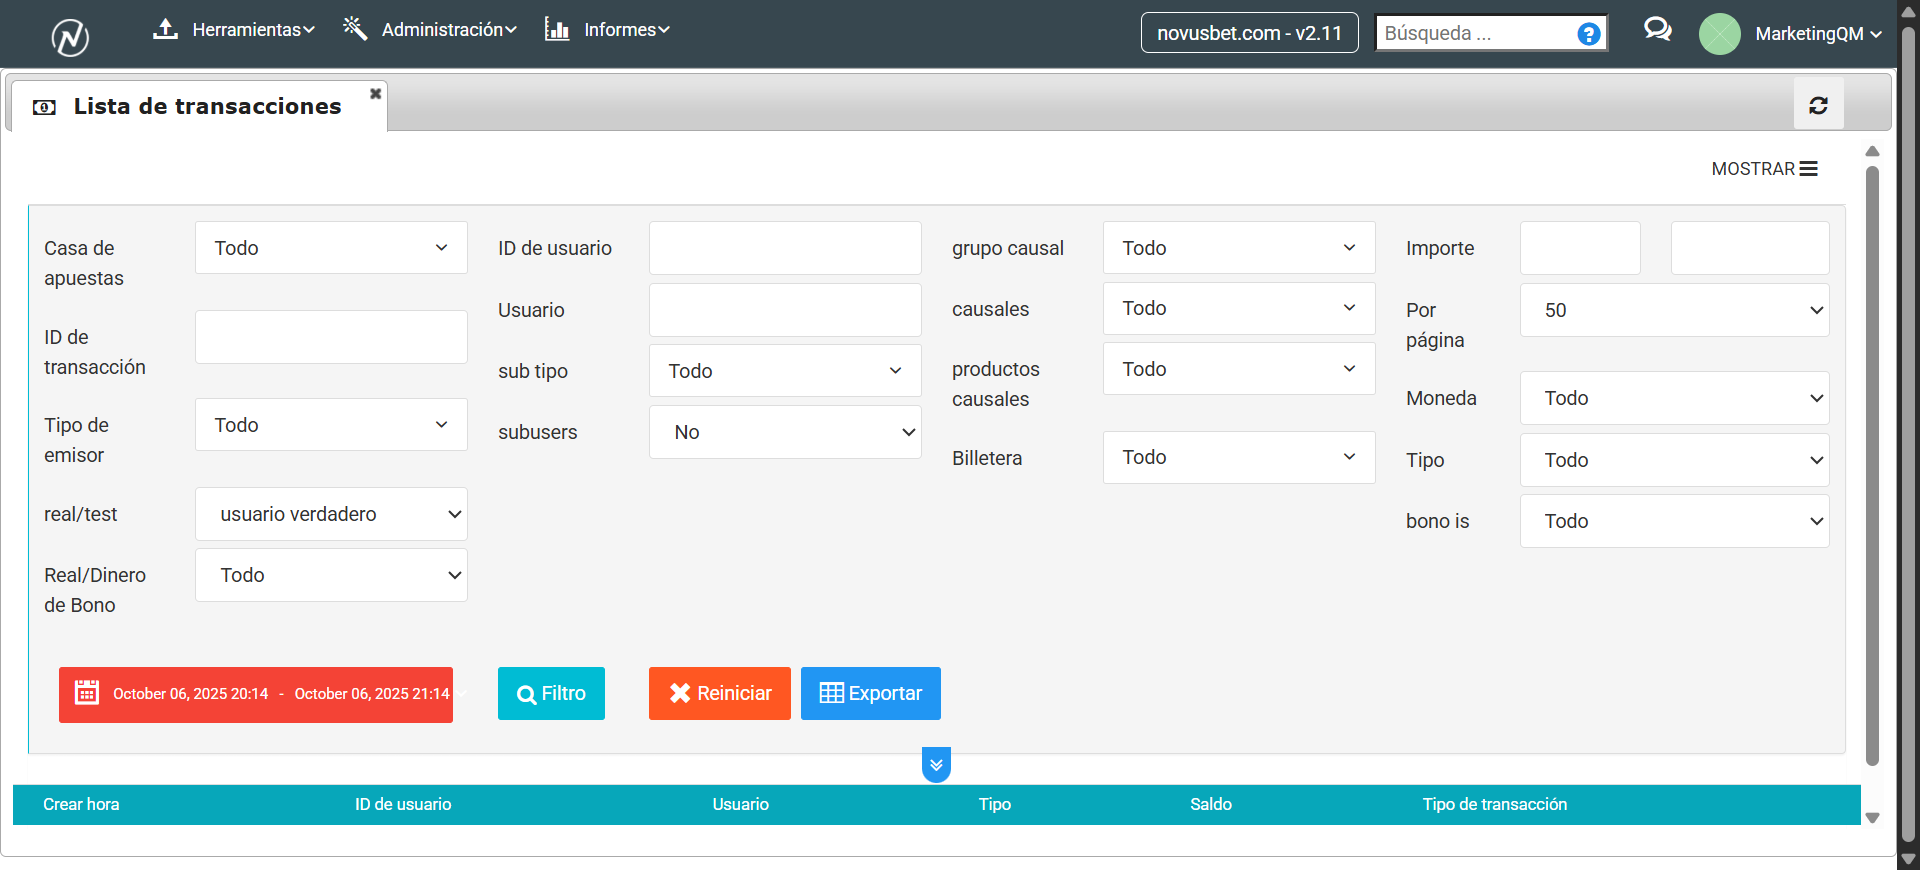 Herramientas Administración Informes novusbet.com - v2.11 Búsqueda ... ? MarketingQM
Lista de transacciones
MOSTRAR
Casa de apuestas
Todo
ID de transacción
Tipo de emisor
Todo
real/test
usuario verdadero
Real/Dinero de Bono
Todo
ID de usuario
Usuario
sub tipo
Todo
subusers
No
grupo causal
Todo
causales
Todo
productos causales
Todo
Billetera
Todo
Importe
Por página
50
Moneda
Todo
Tipo
Todo
bono is
Todo
October 06, 2025 20:14 - October 06, 2025 21:14
Filtro
Reiniciar
Exportar
Crear hora ID de usuario Usuario Tipo Saldo Tipo de transacción